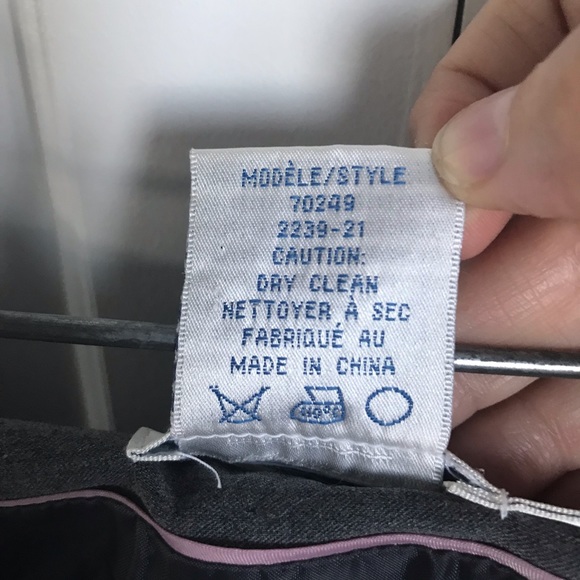 MODÈLE/STYLE
70249
2239-21
CAUTION:
DRY CLEAN
NETTOYER À SEC
FABRIQUÉ AU
MADE IN CHINA